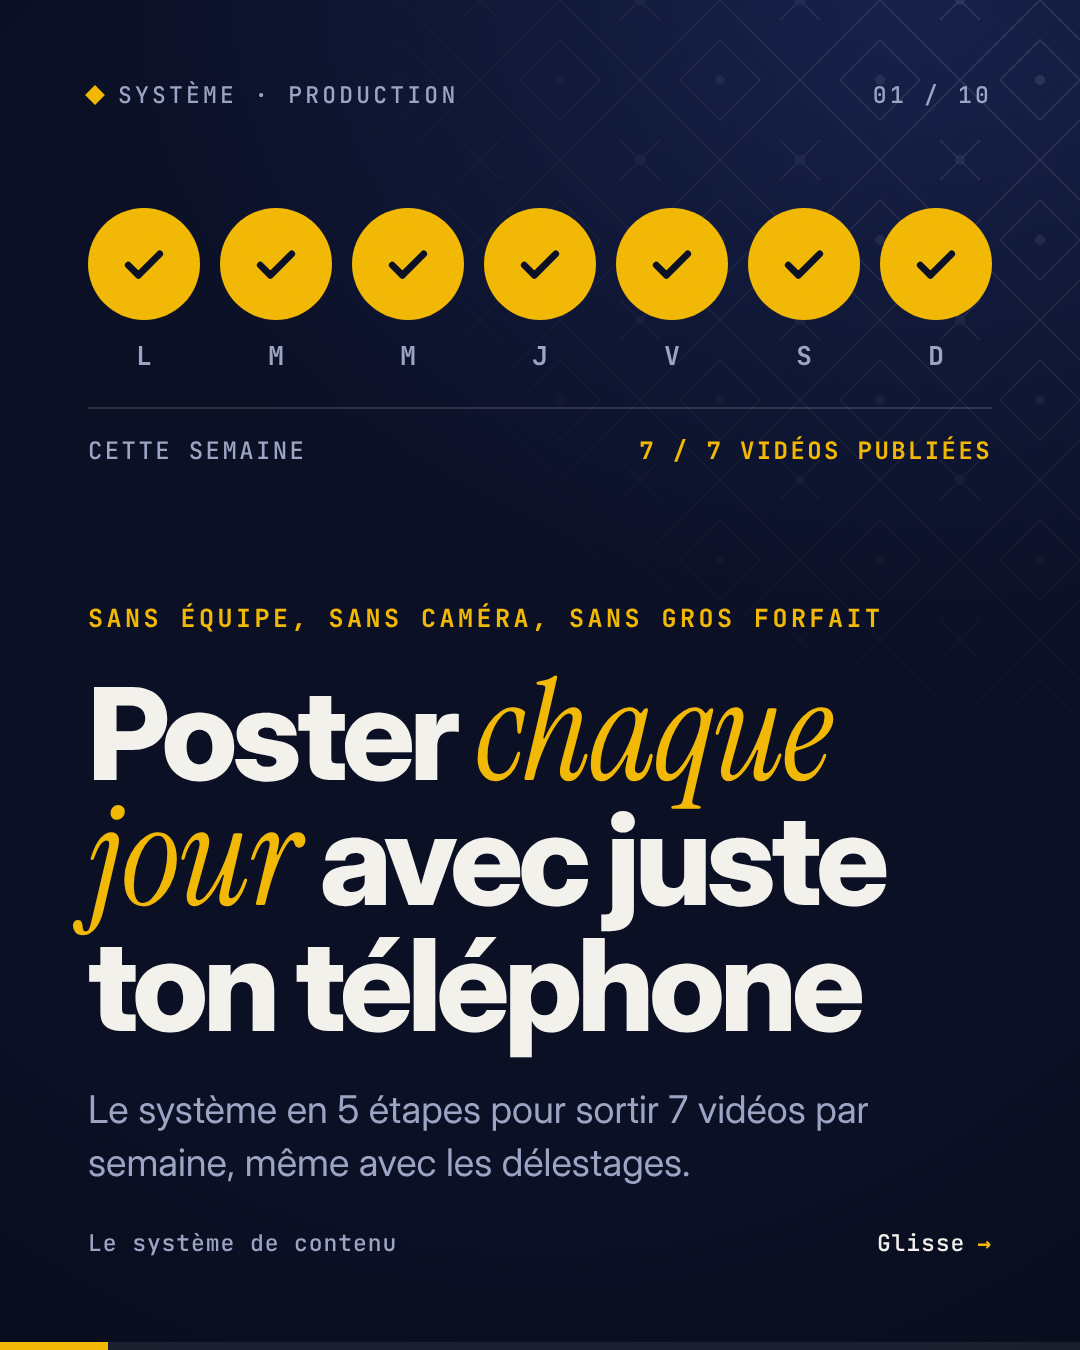 SYSTÈME · PRODUCTION
01 / 10
L M M J V S D
CETTE SEMAINE
7 / 7 VIDÉOS PUBLIÉES
SANS ÉQUIPE, SANS CAMÉRA, SANS GROS FORFAIT
Poster chaque
jour avec juste
ton téléphone
Le système en 5 étapes pour sortir 7 vidéos par
semaine, même avec les délestages.
Le système de contenu
Glisse →